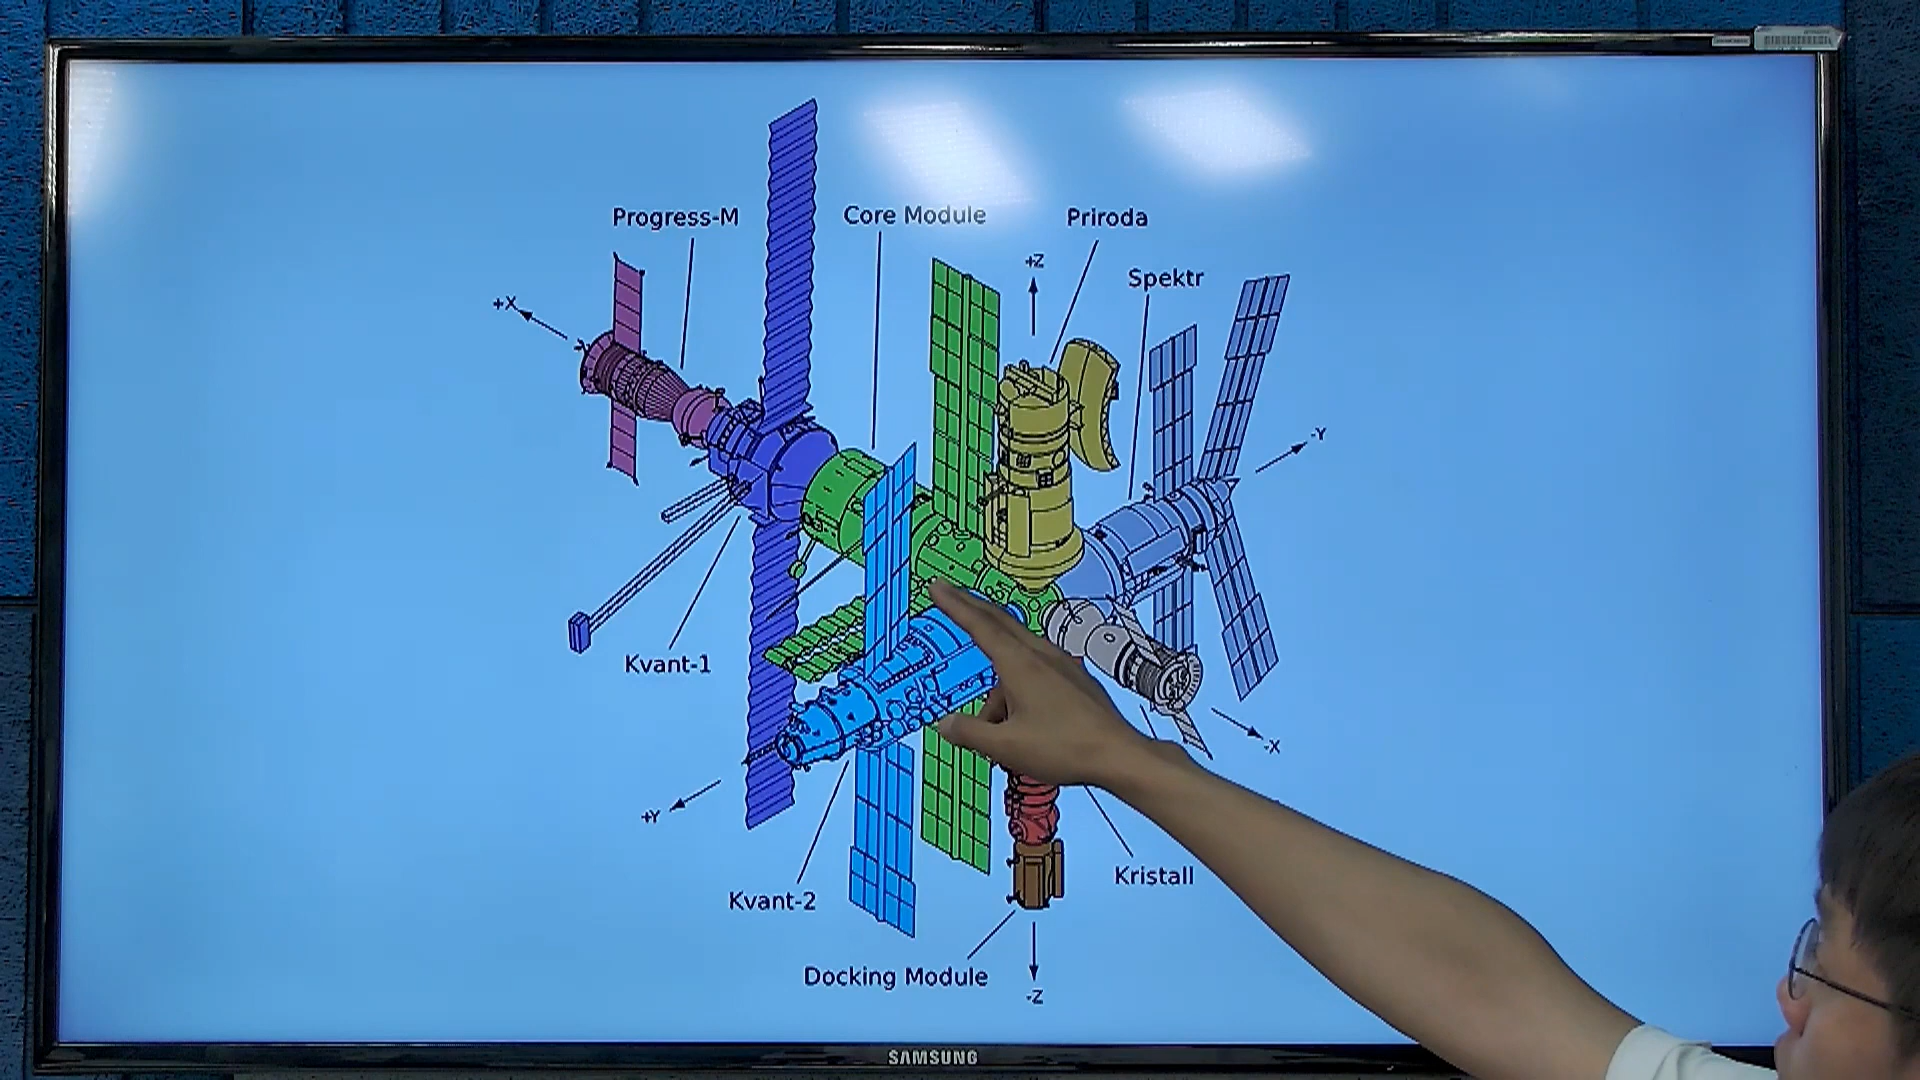 Progress-M
Core Module
Priroda
+Z
Spektr
+X
-Y
Kvant-1
-X
+Y
Kristall
Kvant-2
Docking Module
-Z
SAMSUNG